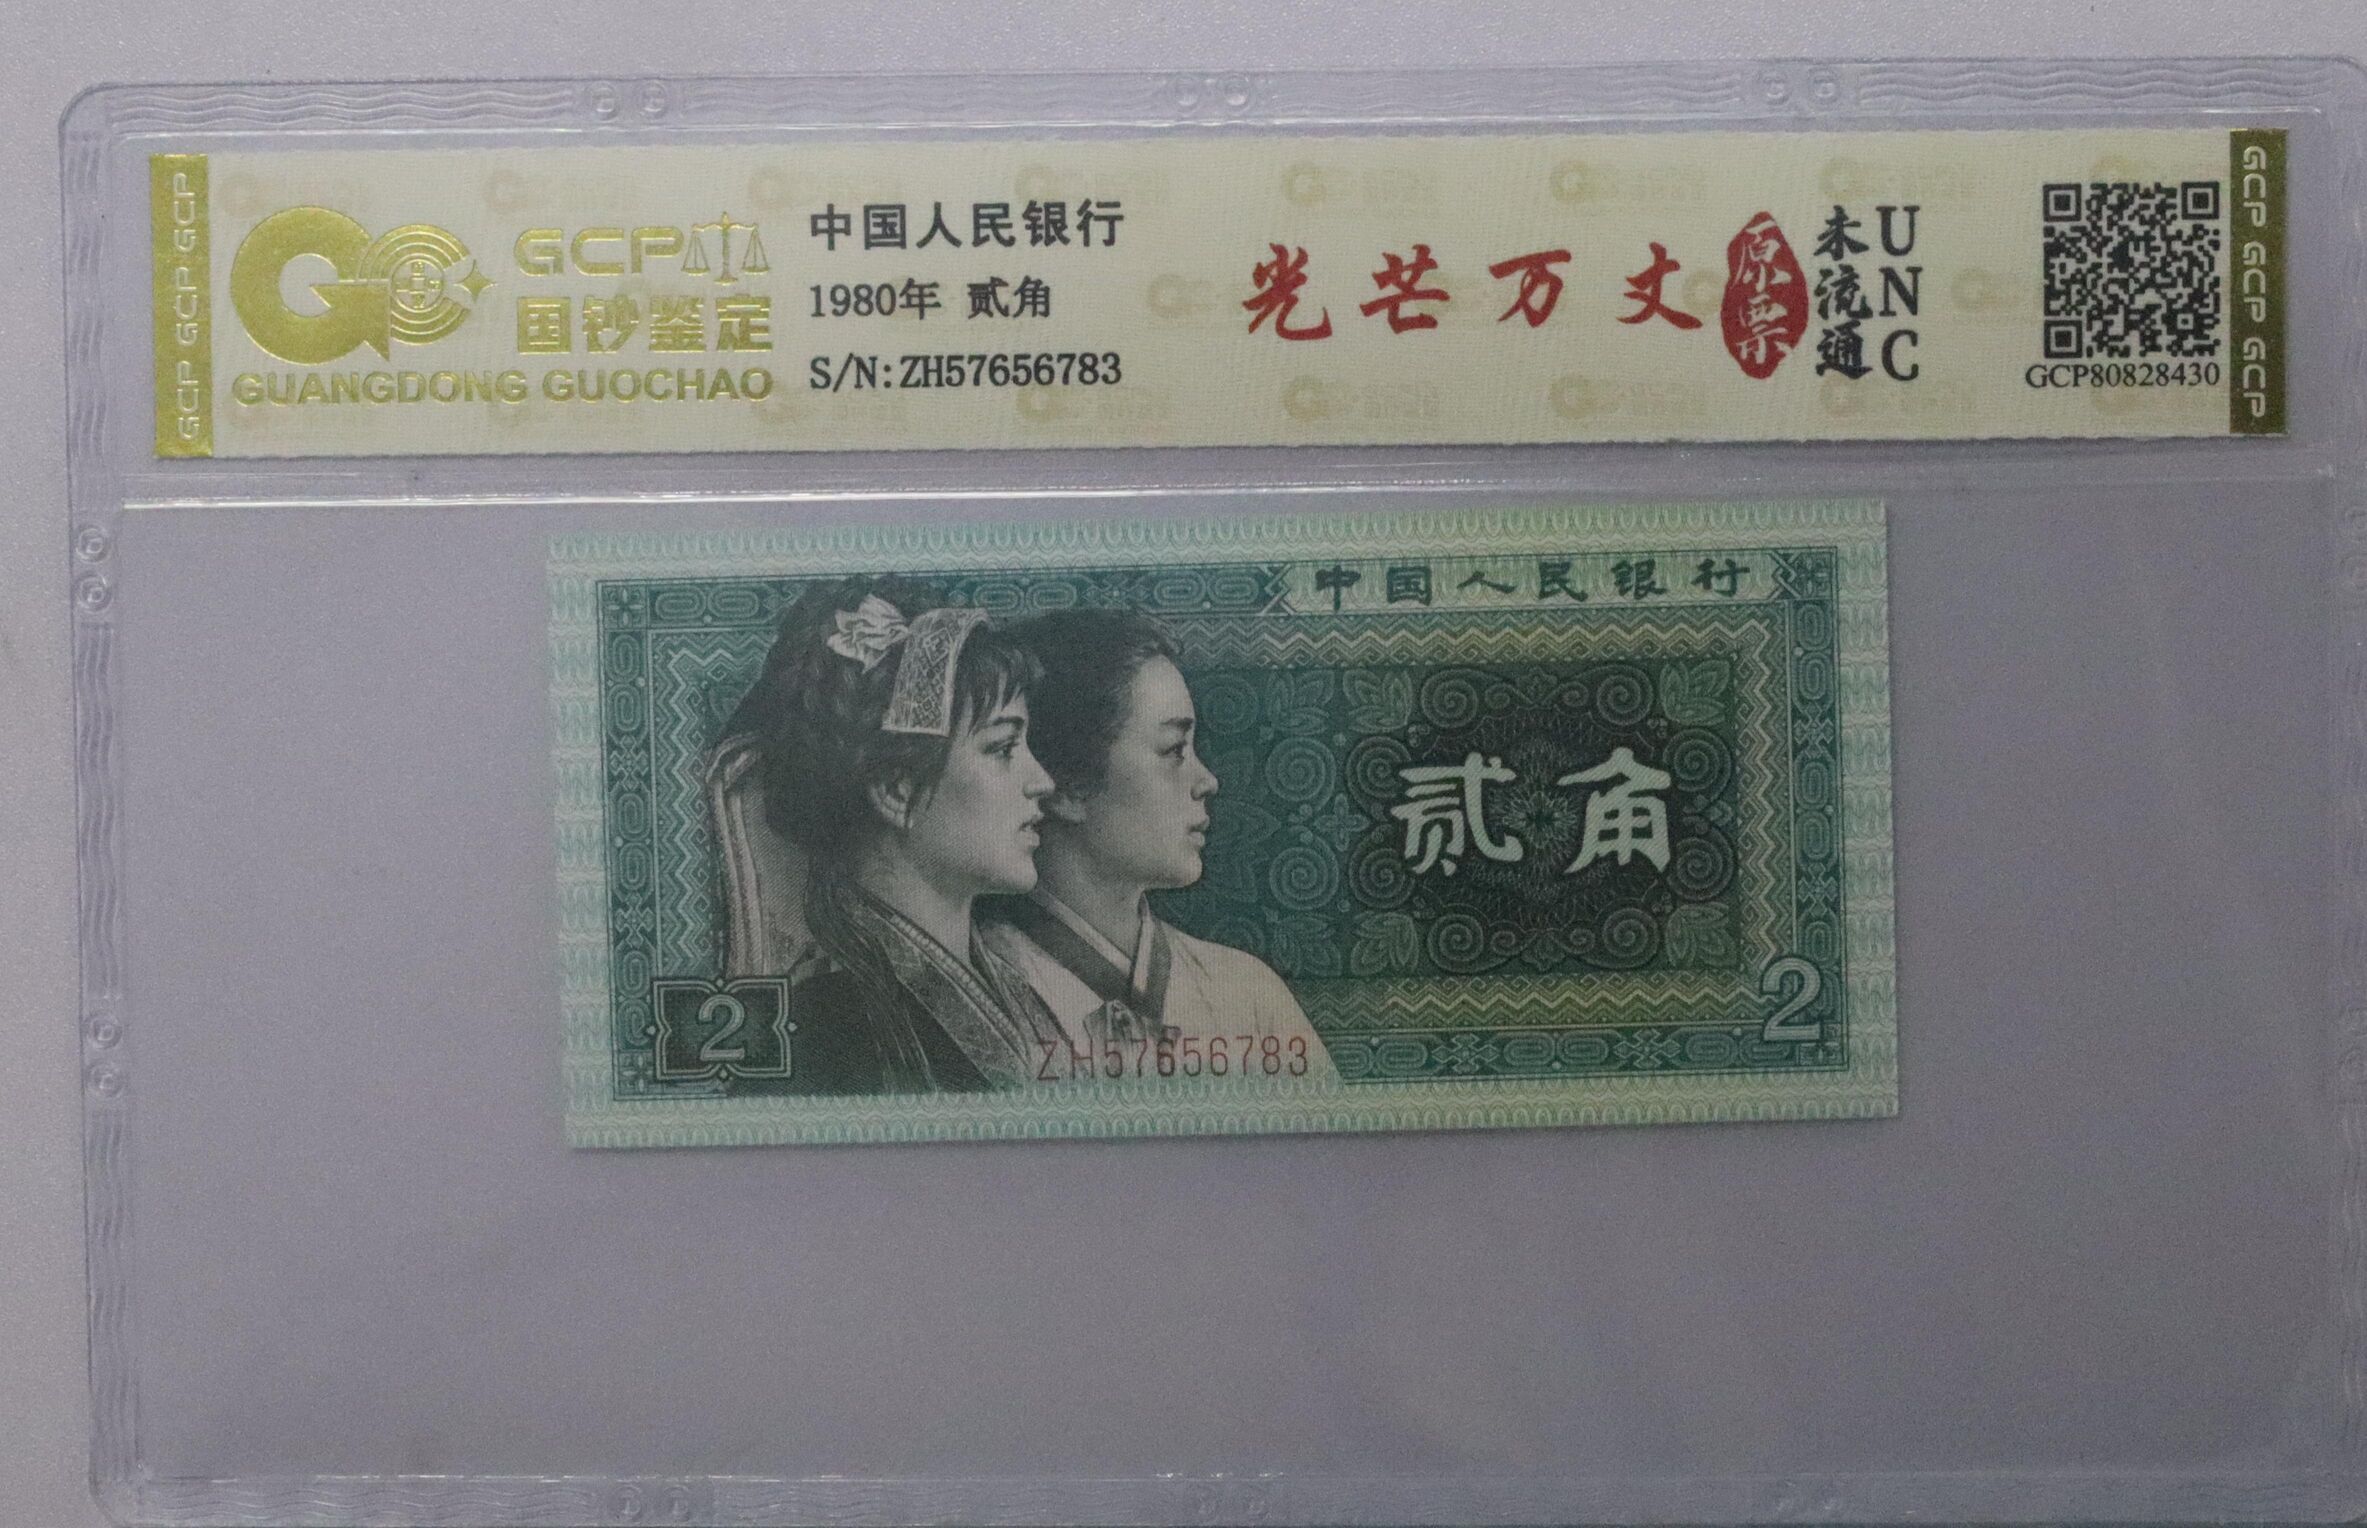 GCP GCP GCP
GCP
国钞鉴定
GUANGDONG GUOCHAO
中国人民银行
1980年 贰角
S/N:ZH57656783
光芒万丈
原票
未流通
UNC
GCP80828430
GCP GCP GCP
中国人民银行
贰角
2
2
ZH57656783